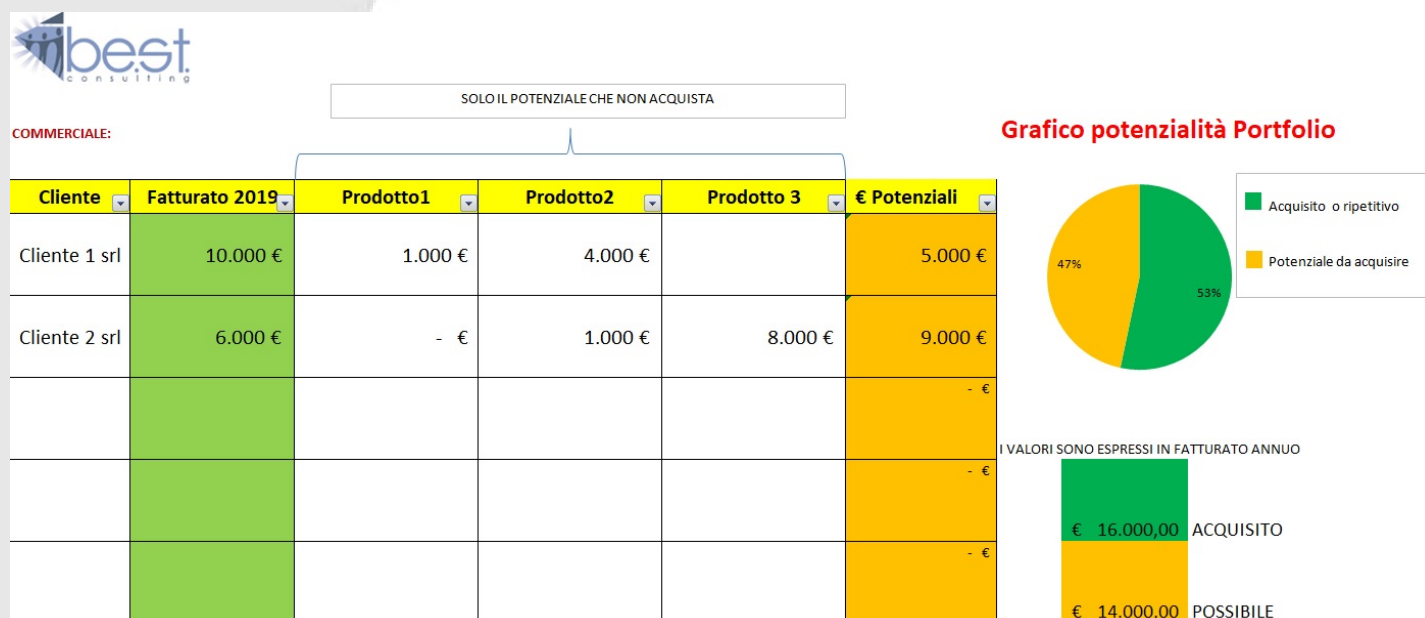 best.
consulting
SOLO IL POTENZIALE CHE NON ACQUISTA
COMMERCIALE:
Grafico potenzialità Portfolio
Cliente Fatturato 2019 Prodotto1 Prodotto2 Prodotto 3 € Potenziali
Cliente 1 srl 10.000 € 1.000 € 4.000 € 5.000 €
Cliente 2 srl 6.000 € - € 1.000 € 8.000 € 9.000 €
- €
- €
- €
Acquisito o ripetitivo
Potenziale da acquisire
47%
53%
I VALORI SONO ESPRESSI IN FATTURATO ANNUO
€ 16.000,00 ACQUISITO
€ 14.000,00 POSSIBILE